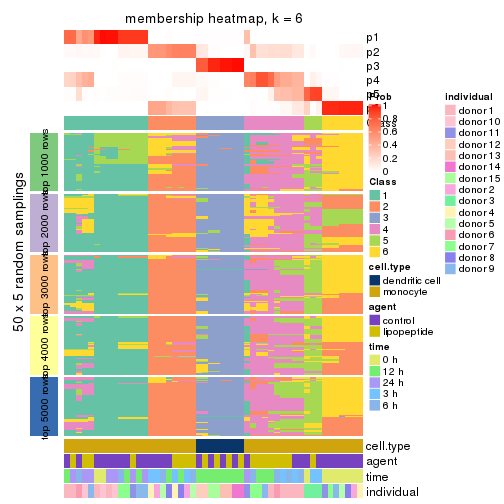 membership heatmap, k = 6
p1
p2
p3
p4
p5
50 x 5 random samplings
top 1000 rows
top 2000 rows
top 3000 rows
top 4000 rows
top 5000 rows
cell.type
agent
time
individual
Prob
1
0.8
0.6
0.4
0.2
0
Class
1
2
3
4
5
6
cell.type
dendritic cell
monocyte
agent
control
lipopeptide
time
0 h
12 h
24 h
3 h
6 h
individual
donor 1
donor 10
donor 11
donor 12
donor 13
donor 14
donor 15
donor 2
donor 3
donor 4
donor 5
donor 6
donor 7
donor 8
donor 9